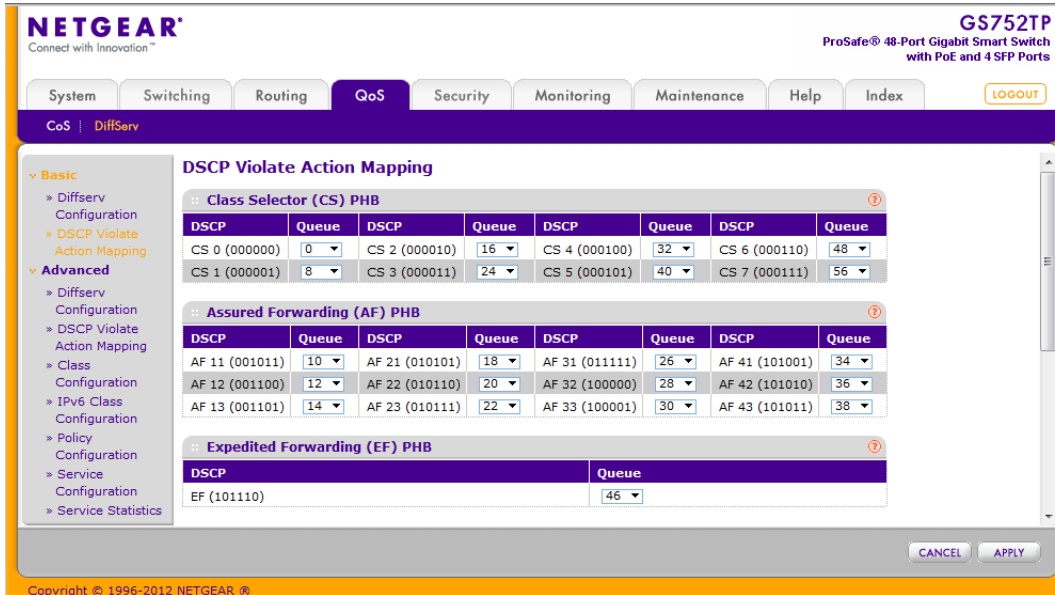 NETGEAR®
Connect with Innovation™
GS752TP
ProSafe® 48-Port Gigabit Smart Switch
with PoE and 4 SFP Ports
System Switching Routing QoS Security Monitoring Maintenance Help Index LOGOUT
CoS | DiffServ
Basic
» Diffserv
Configuration
» DSCP Violate
Action Mapping
Advanced
» Diffserv
Configuration
» DSCP Violate
Action Mapping
» Class
Configuration
» IPv6 Class
Configuration
» Policy
Configuration
» Service
Configuration
» Service Statistics
DSCP Violate Action Mapping
:: Class Selector (CS) PHB ?
DSCP Queue DSCP Queue DSCP Queue DSCP Queue
CS 0 (000000) 0 CS 2 (000010) 16 CS 4 (000100) 32 CS 6 (000110) 48
CS 1 (000001) 8 CS 3 (000011) 24 CS 5 (000101) 40 CS 7 (000111) 56
:: Assured Forwarding (AF) PHB ?
DSCP Queue DSCP Queue DSCP Queue DSCP Queue
AF 11 (001011) 10 AF 21 (010101) 18 AF 31 (011111) 26 AF 41 (101001) 34
AF 12 (001100) 12 AF 22 (010110) 20 AF 32 (100000) 28 AF 42 (101010) 36
AF 13 (001101) 14 AF 23 (010111) 22 AF 33 (100001) 30 AF 43 (101011) 38
:: Expedited Forwarding (EF) PHB ?
DSCP Queue
EF (101110) 46
CANCEL APPLY
Copyright © 1996-2012 NETGEAR ®